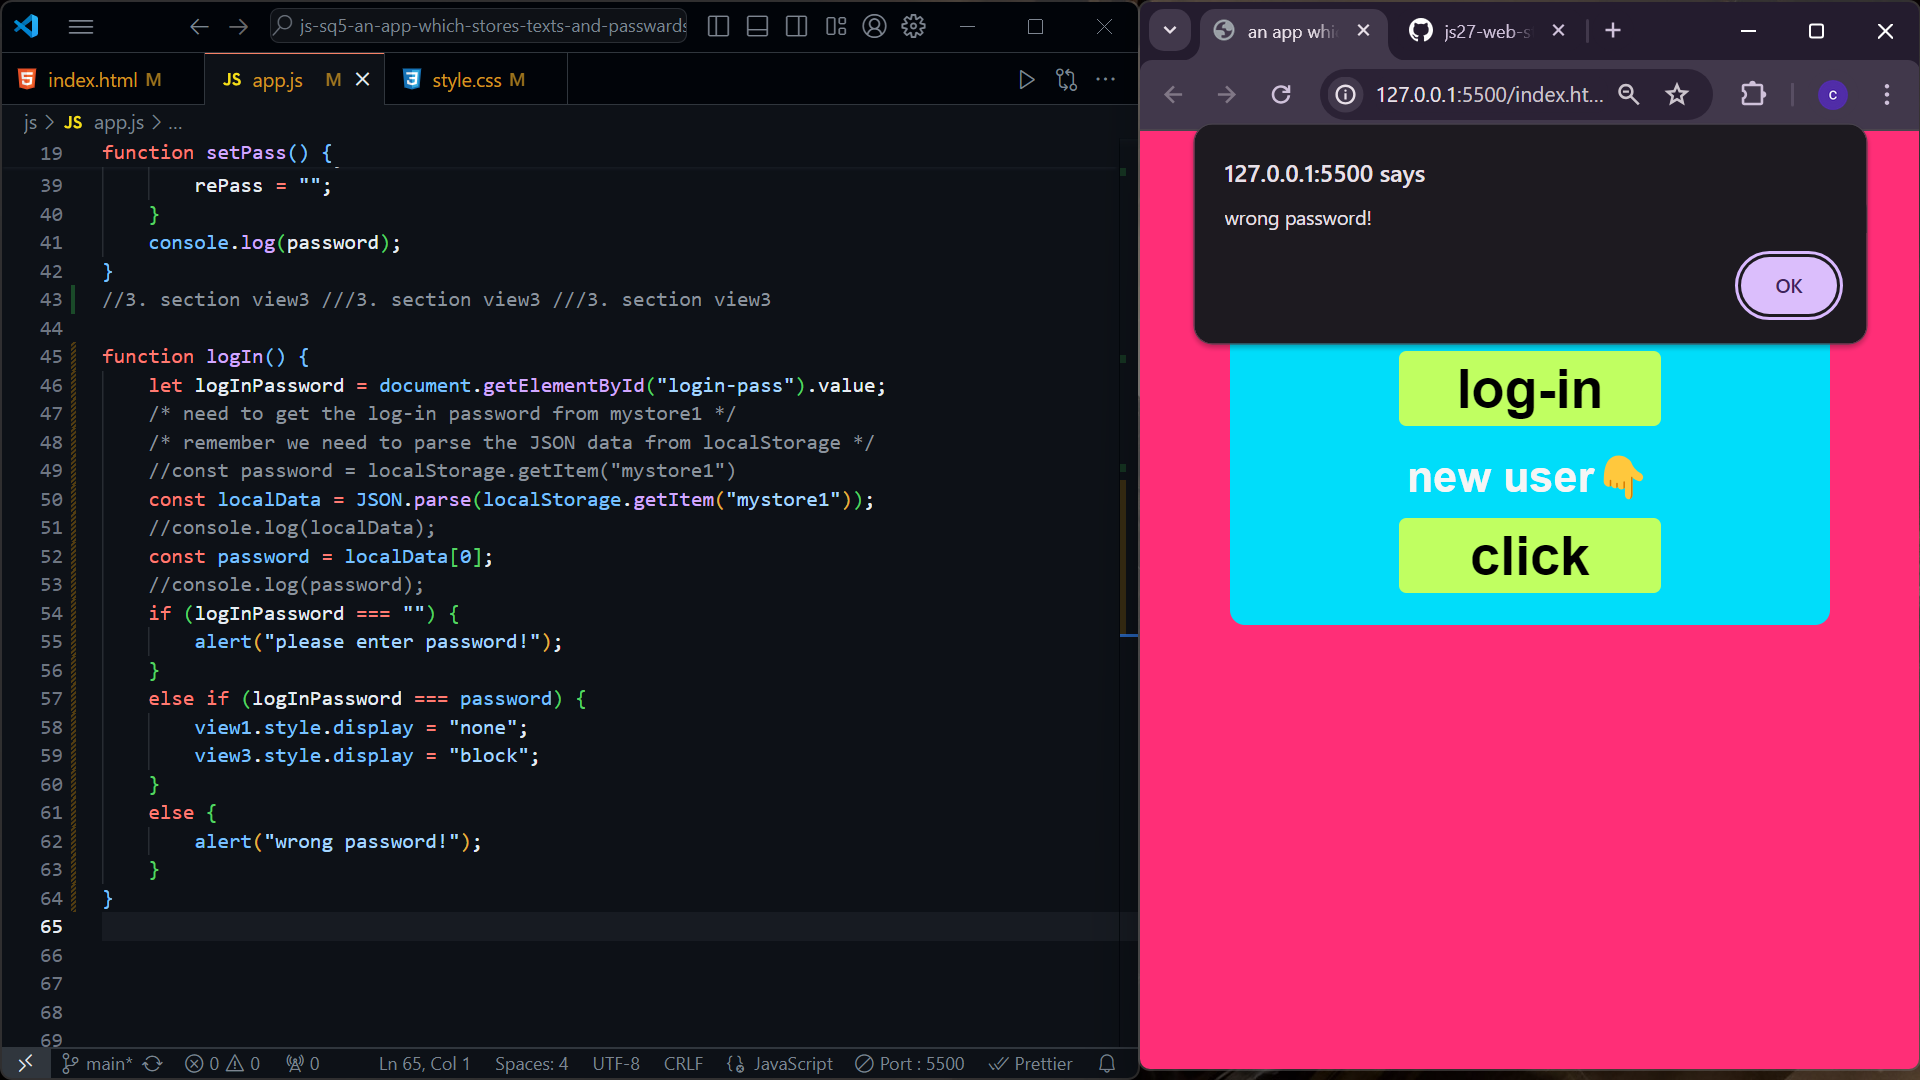 js-sq5-an-app-which-stores-texts-and-passwards
index.html M
JS app.js M
style.css M
js > JS app.js > ...
19 function setPass() {
39 rePass = "";
40 }
41 console.log(password);
42 }
43 //3. section view3 ///3. section view3 ///3. section view3
44
45 function logIn() {
46 let logInPassword = document.getElementById("login-pass").value;
47 /* need to get the log-in password from mystore1 */
48 /* remember we need to parse the JSON data from localStorage */
49 //const password = localStorage.getItem("mystore1")
50 const localData = JSON.parse(localStorage.getItem("mystore1"));
51 //console.log(localData);
52 const password = localData[0];
53 //console.log(password);
54 if (logInPassword === "") {
55 alert("please enter password!");
56 }
57 else if (logInPassword === password) {
58 view1.style.display = "none";
59 view3.style.display = "block";
60 }
61 else {
62 alert("wrong password!");
63 }
64 }
65
66
67
68
69
main* 0 0 0 Ln 65, Col 1 Spaces: 4 UTF-8 CRLF JavaScript Port : 5500 Prettier
an app whi
js27-web-s
127.0.0.1:5500/index.ht...
C
127.0.0.1:5500 says
wrong password!
OK
log-in
new user👇
click